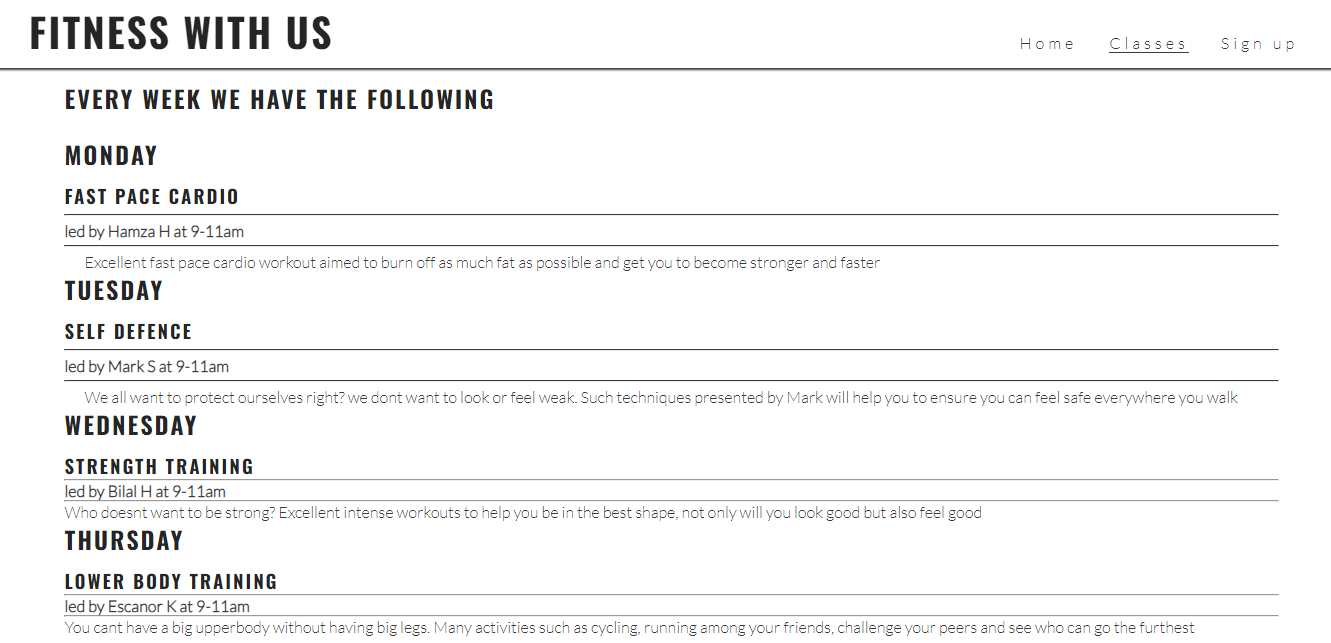 FITNESS WITH US
Home Classes Sign up
EVERY WEEK WE HAVE THE FOLLOWING
MONDAY
FAST PACE CARDIO
led by Hamza H at 9-11am
Excellent fast pace cardio workout aimed to burn off as much fat as possible and get you to become stronger and faster
TUESDAY
SELF DEFENCE
led by Mark S at 9-11am
We all want to protect ourselves right? we dont want to look or feel weak. Such techniques presented by Mark will help you to ensure you can feel safe everywhere you walk
WEDNESDAY
STRENGTH TRAINING
led by Bilal H at 9-11am
Who doesnt want to be strong? Excellent intense workouts to help you be in the best shape, not only will you look good but also feel good
THURSDAY
LOWER BODY TRAINING
led by Escanor K at 9-11am
You cant have a big upperbody without having big legs. Many activities such as cycling, running among your friends, challenge your peers and see who can go the furthest